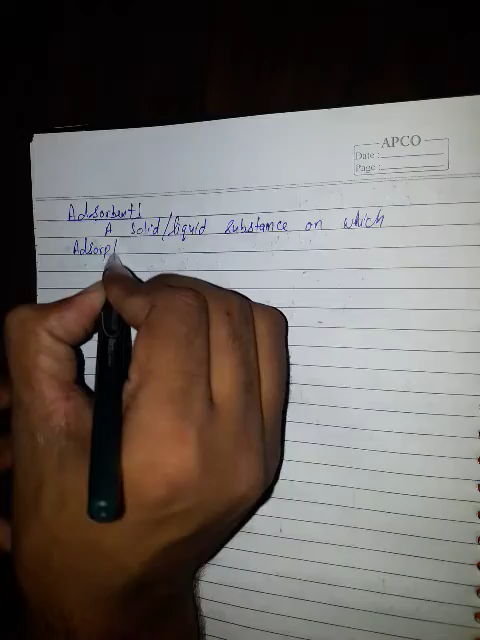 APCO
Date :
Page :
Adsorbent!
A solid/liquid substance on which
Adsorp